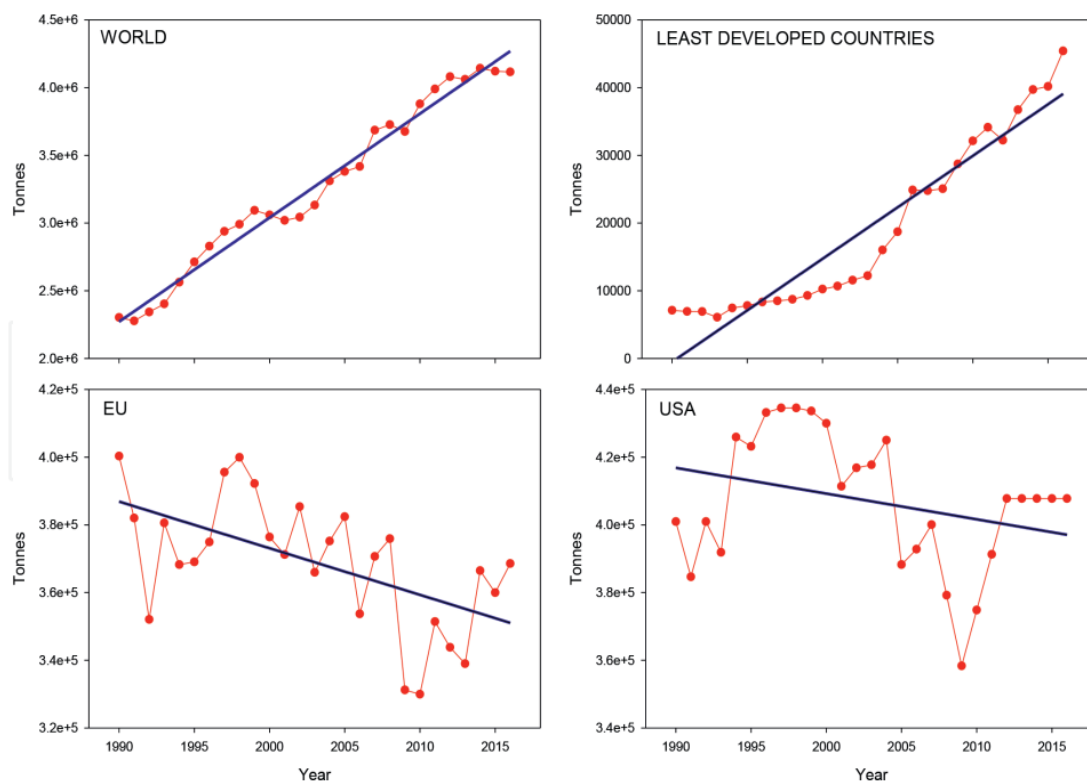 WORLD
4.5e+6
4.0e+6
3.5e+6
3.0e+6
2.5e+6
2.0e+6
Tonnes
LEAST DEVELOPED COUNTRIES
50000
40000
30000
20000
10000
0
Tonnes
EU
4.2e+5
4.0e+5
3.8e+5
3.6e+5
3.4e+5
3.2e+5
Tonnes
1990 1995 2000 2005 2010 2015
Year
USA
4.4e+5
4.2e+5
4.0e+5
3.8e+5
3.6e+5
3.4e+5
Tonnes
1990 1995 2000 2005 2010 2015
Year